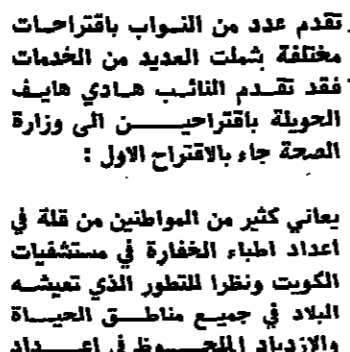 تقدم عدد من النواب باقتراحات
مختلفة شملت العديد من الخدمات
فقد تقدم النائب هادي هايف
الحويلة باقتراحين الى وزارة
الصحة جاء بالاقتراح الاول :
يعاني كثير من المواطنين من قلة في
اعداد اطباء الخفارة في مستشفيات
الكويت ونظرا للتطور الذي تعيشه
البلاد في جميع مناطق الحياة
والازدياد الملحوظ في اعداد